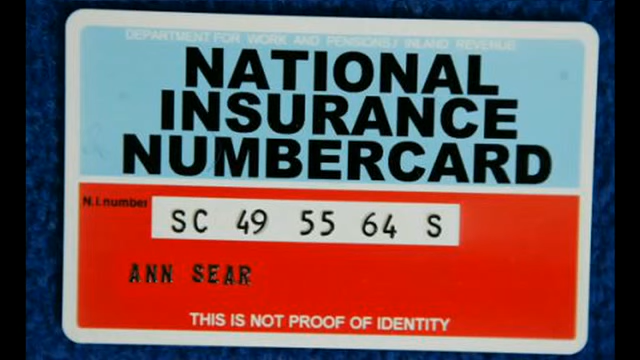 DEPARTMENT FOR WORK AND PENSIONS / INLAND REVENUE
NATIONAL
INSURANCE
NUMBERCARD
N.I.number SC 49 55 64 S
ANN SEAR
THIS IS NOT PROOF OF IDENTITY